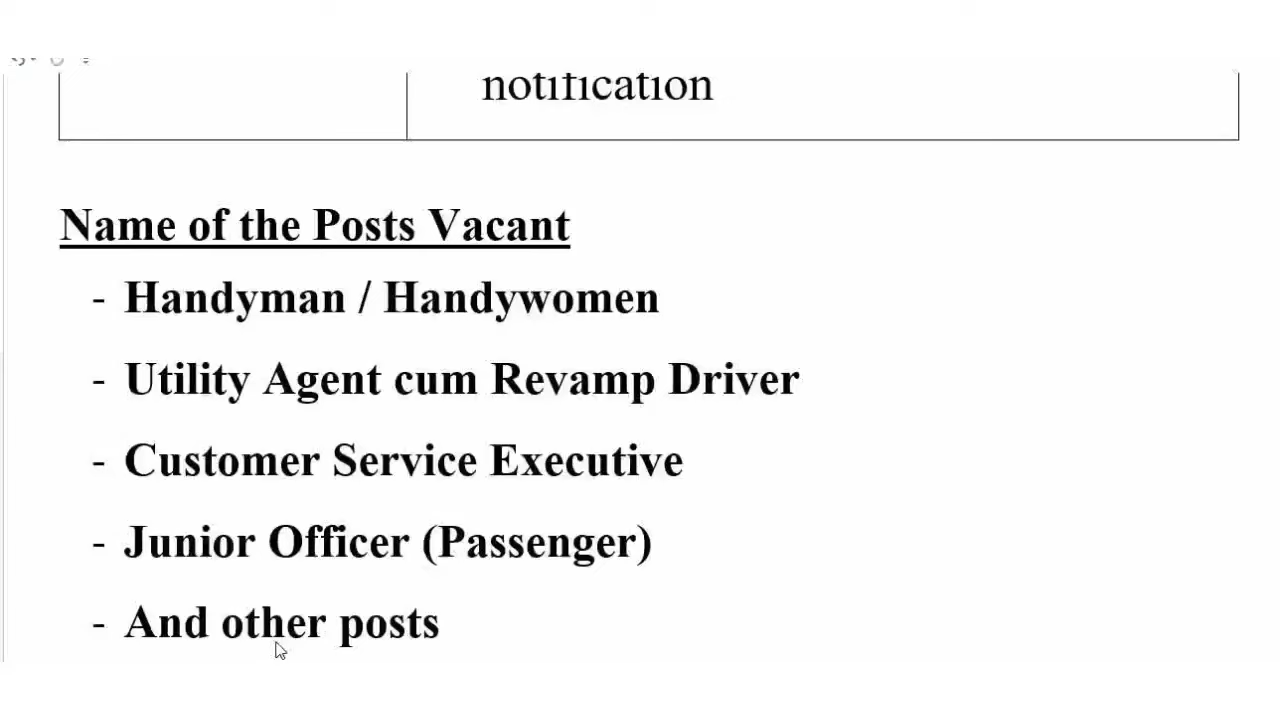 notification
Name of the Posts Vacant
- Handyman / Handywomen
- Utility Agent cum Revamp Driver
- Customer Service Executive
- Junior Officer (Passenger)
- And other posts